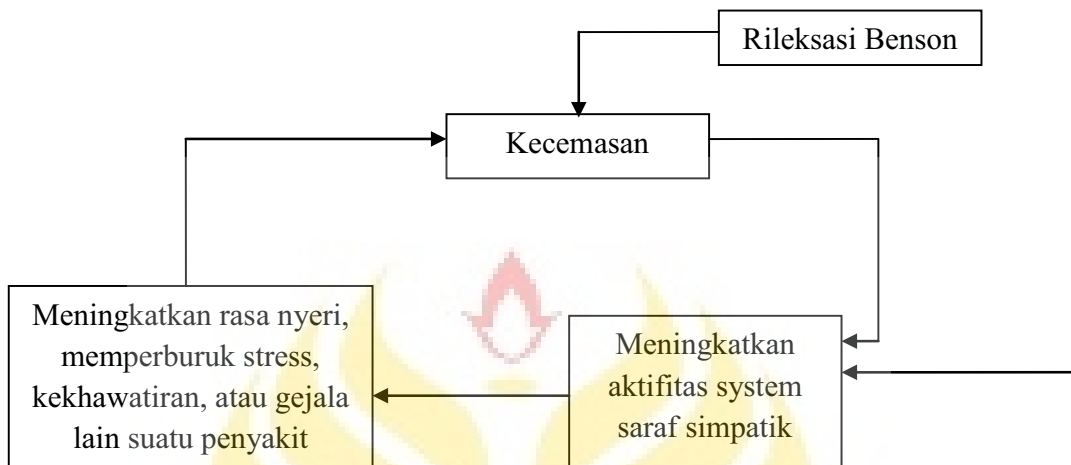 Rileksasi Benson
Kecemasan
Meningkatkan rasa nyeri,
memperburuk stress,
kekhawatiran, atau gejala
lain suatu penyakit
Meningkatkan
aktifitas system
saraf simpatik